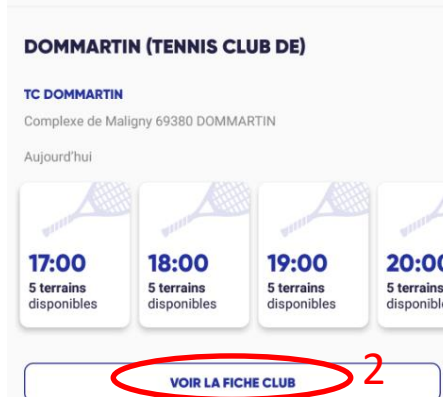 DOMMARTIN (TENNIS CLUB DE)
TC DOMMARTIN
Complexe de Maligny 69380 DOMMARTIN
Aujourd'hui
17:00
5 terrains
disponibles
18:00
5 terrains
disponibles
19:00
5 terrains
disponibles
20:00
5 terrains
VOIR LA FICHE CLUB
2